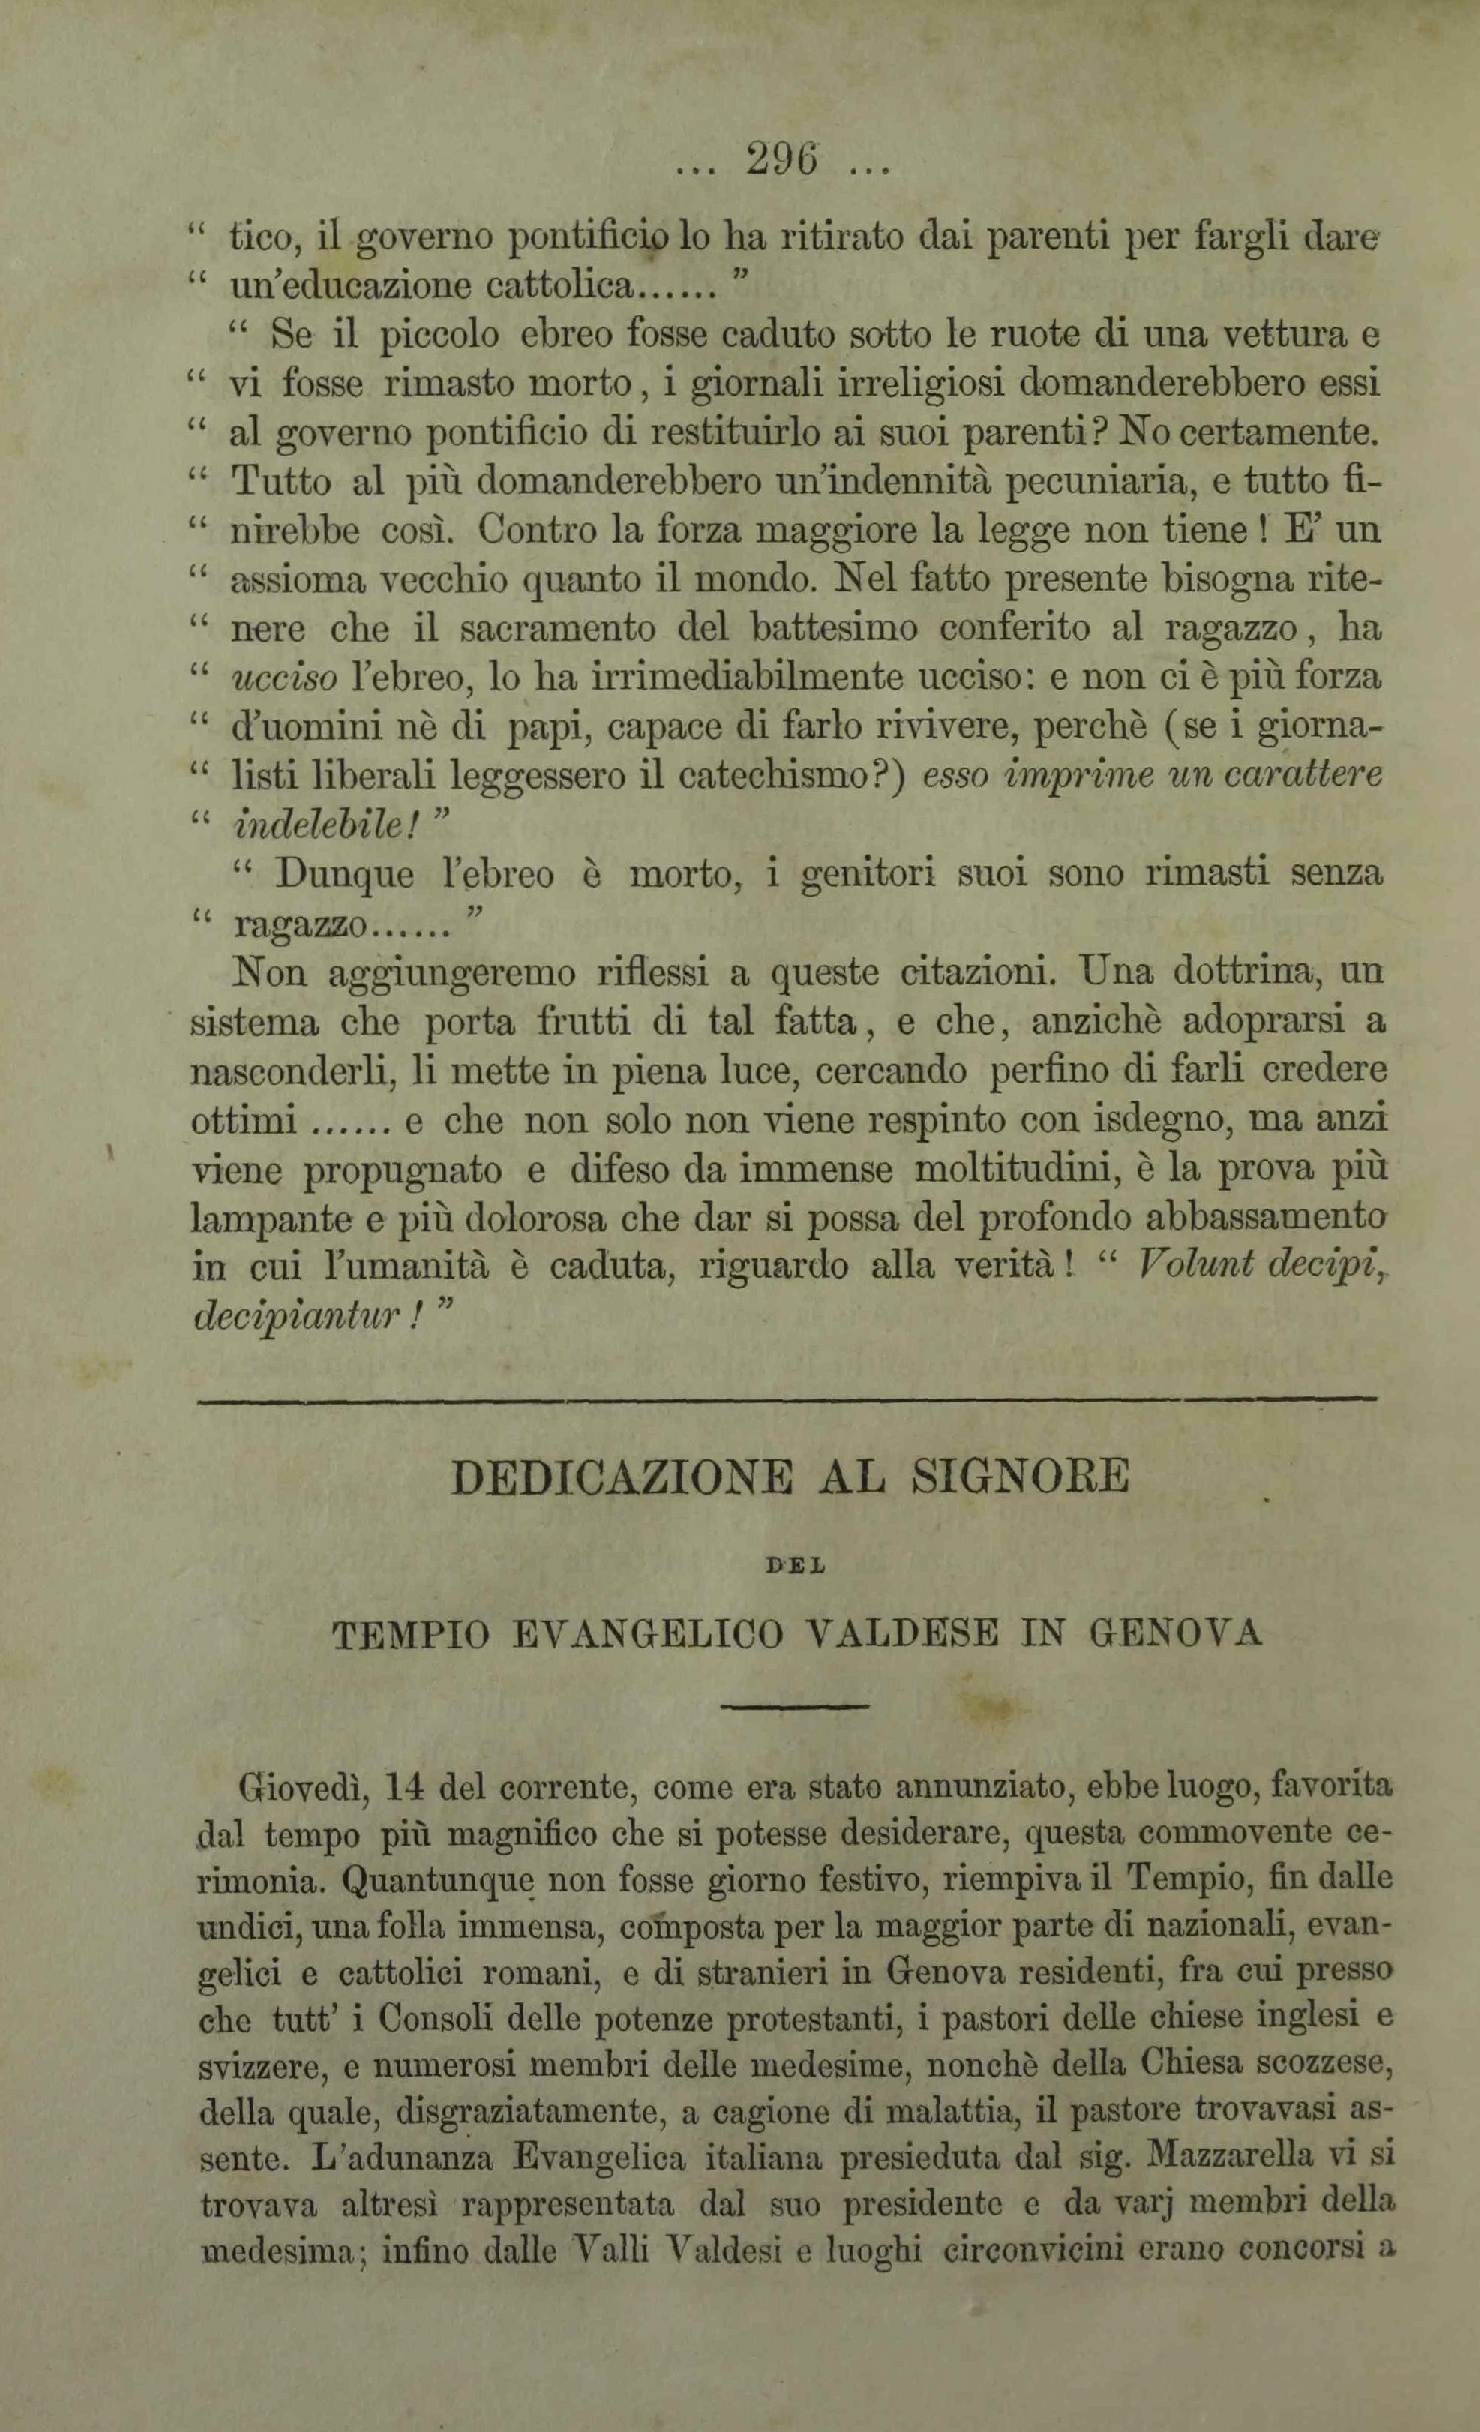 ... 296 ...
“ tico, il governo pontificio lo ha ritirato dai parenti per fargli dare
“ un'educazione cattolica...... ”
“ Se il piccolo ebreo fosse caduto sotto le ruote di una vettura e
“ vi fosse rimasto morto, i giornali irreligiosi domanderebbero essi
“ al governo pontificio di restituirlo ai suoi parenti? No certamente.
“ Tutto al più domanderebbero un'indennità pecuniaria, e tutto fi-
“ nirebbe così. Contro la forza maggiore la legge non tiene ! E' un
“ assioma vecchio quanto il mondo. Nel fatto presente bisogna rite-
“ nere che il sacramento del battesimo conferito al ragazzo, ha
“ ucciso l'ebreo, lo ha irrimediabilmente ucciso: e non ci è più forza
“ d'uomini nè di papi, capace di farlo rivivere, perchè (se i giorna-
“ listi liberali leggessero il catechismo?) esso imprime un carattere
“ indelebile! ”
“ Dunque l'ebreo è morto, i genitori suoi sono rimasti senza
“ ragazzo...... ”
Non aggiungeremo riflessi a queste citazioni. Una dottrina, un
sistema che porta frutti di tal fatta, e che, anzichè adoprarsi a
nasconderli, li mette in piena luce, cercando perfino di farli credere
ottimi ...... e che non solo non viene respinto con isdegno, ma anzi
viene propugnato e difeso da immense moltitudini, è la prova più
lampante e più dolorosa che dar si possa del profondo abbassamento
in cui l'umanità è caduta, riguardo alla verità ! “ Volunt decipi,
decipiantur ! ”
DEDICAZIONE AL SIGNORE
DEL
TEMPIO EVANGELICO VALDESE IN GENOVA
Giovedì, 14 del corrente, come era stato annunziato, ebbe luogo, favorita
dal tempo più magnifico che si potesse desiderare, questa commovente ce-
rimonia. Quantunque non fosse giorno festivo, riempiva il Tempio, fin dalle
undici, una folla immensa, composta per la maggior parte di nazionali, evan-
gelici e cattolici romani, e di stranieri in Genova residenti, fra cui presso
che tutt' i Consoli delle potenze protestanti, i pastori delle chiese inglesi e
svizzere, e numerosi membri delle medesime, nonchè della Chiesa scozzese,
della quale, disgraziatamente, a cagione di malattia, il pastore trovavasi as-
sente. L'adunanza Evangelica italiana presieduta dal sig. Mazzarella vi si
trovava altresì rappresentata dal suo presidente e da varj membri della
medesima; infino dalle Valli Valdesi e luoghi circonvicini erano concorsi a